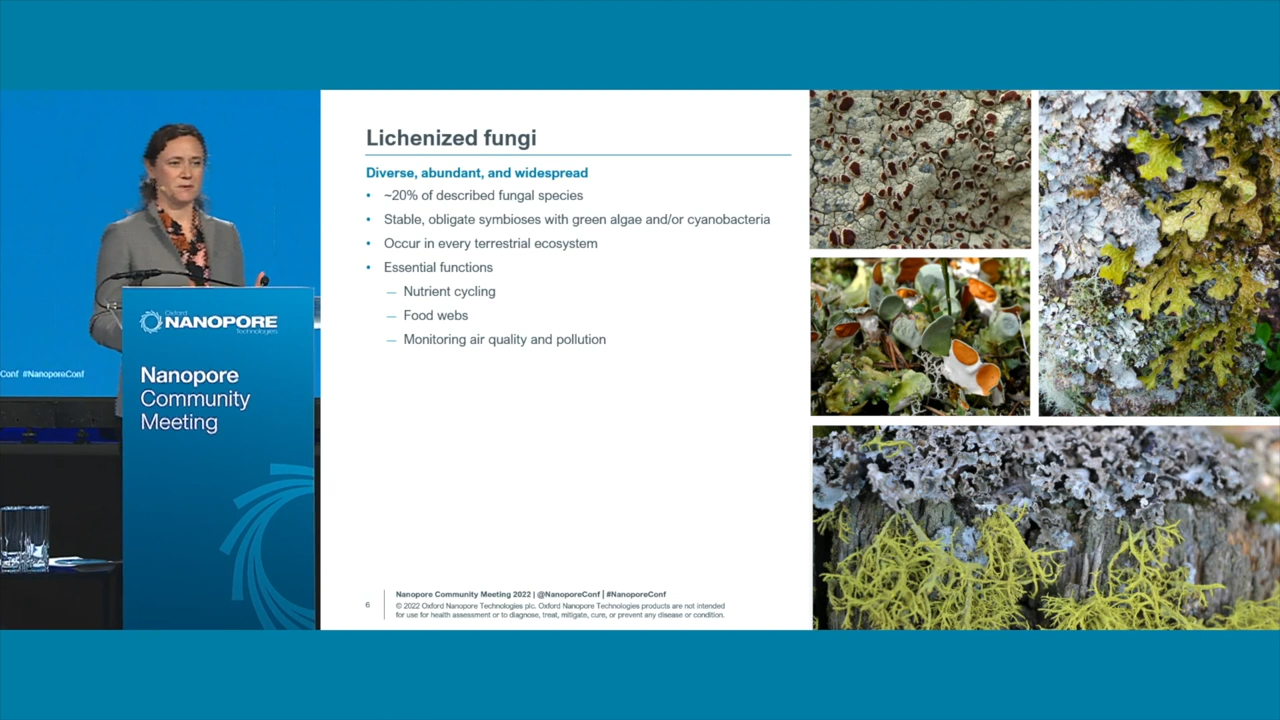 Lichenized fungi
Diverse, abundant, and widespread
• ~20% of described fungal species
• Stable, obligate symbioses with green algae and/or cyanobacteria
• Occur in every terrestrial ecosystem
• Essential functions
— Nutrient cycling
— Food webs
— Monitoring air quality and pollution
6
Nanopore Community Meeting 2022 | @NanoporeConf | #NanoporeConf
© 2022 Oxford Nanopore Technologies plc. Oxford Nanopore Technologies products are not intended
for use for health assessment or to diagnose, treat, mitigate, cure, or prevent any disease or condition.
Oxford
NANOPORE
Technologies
Nanopore
Community
Meeting
Conf #NanoporeConf